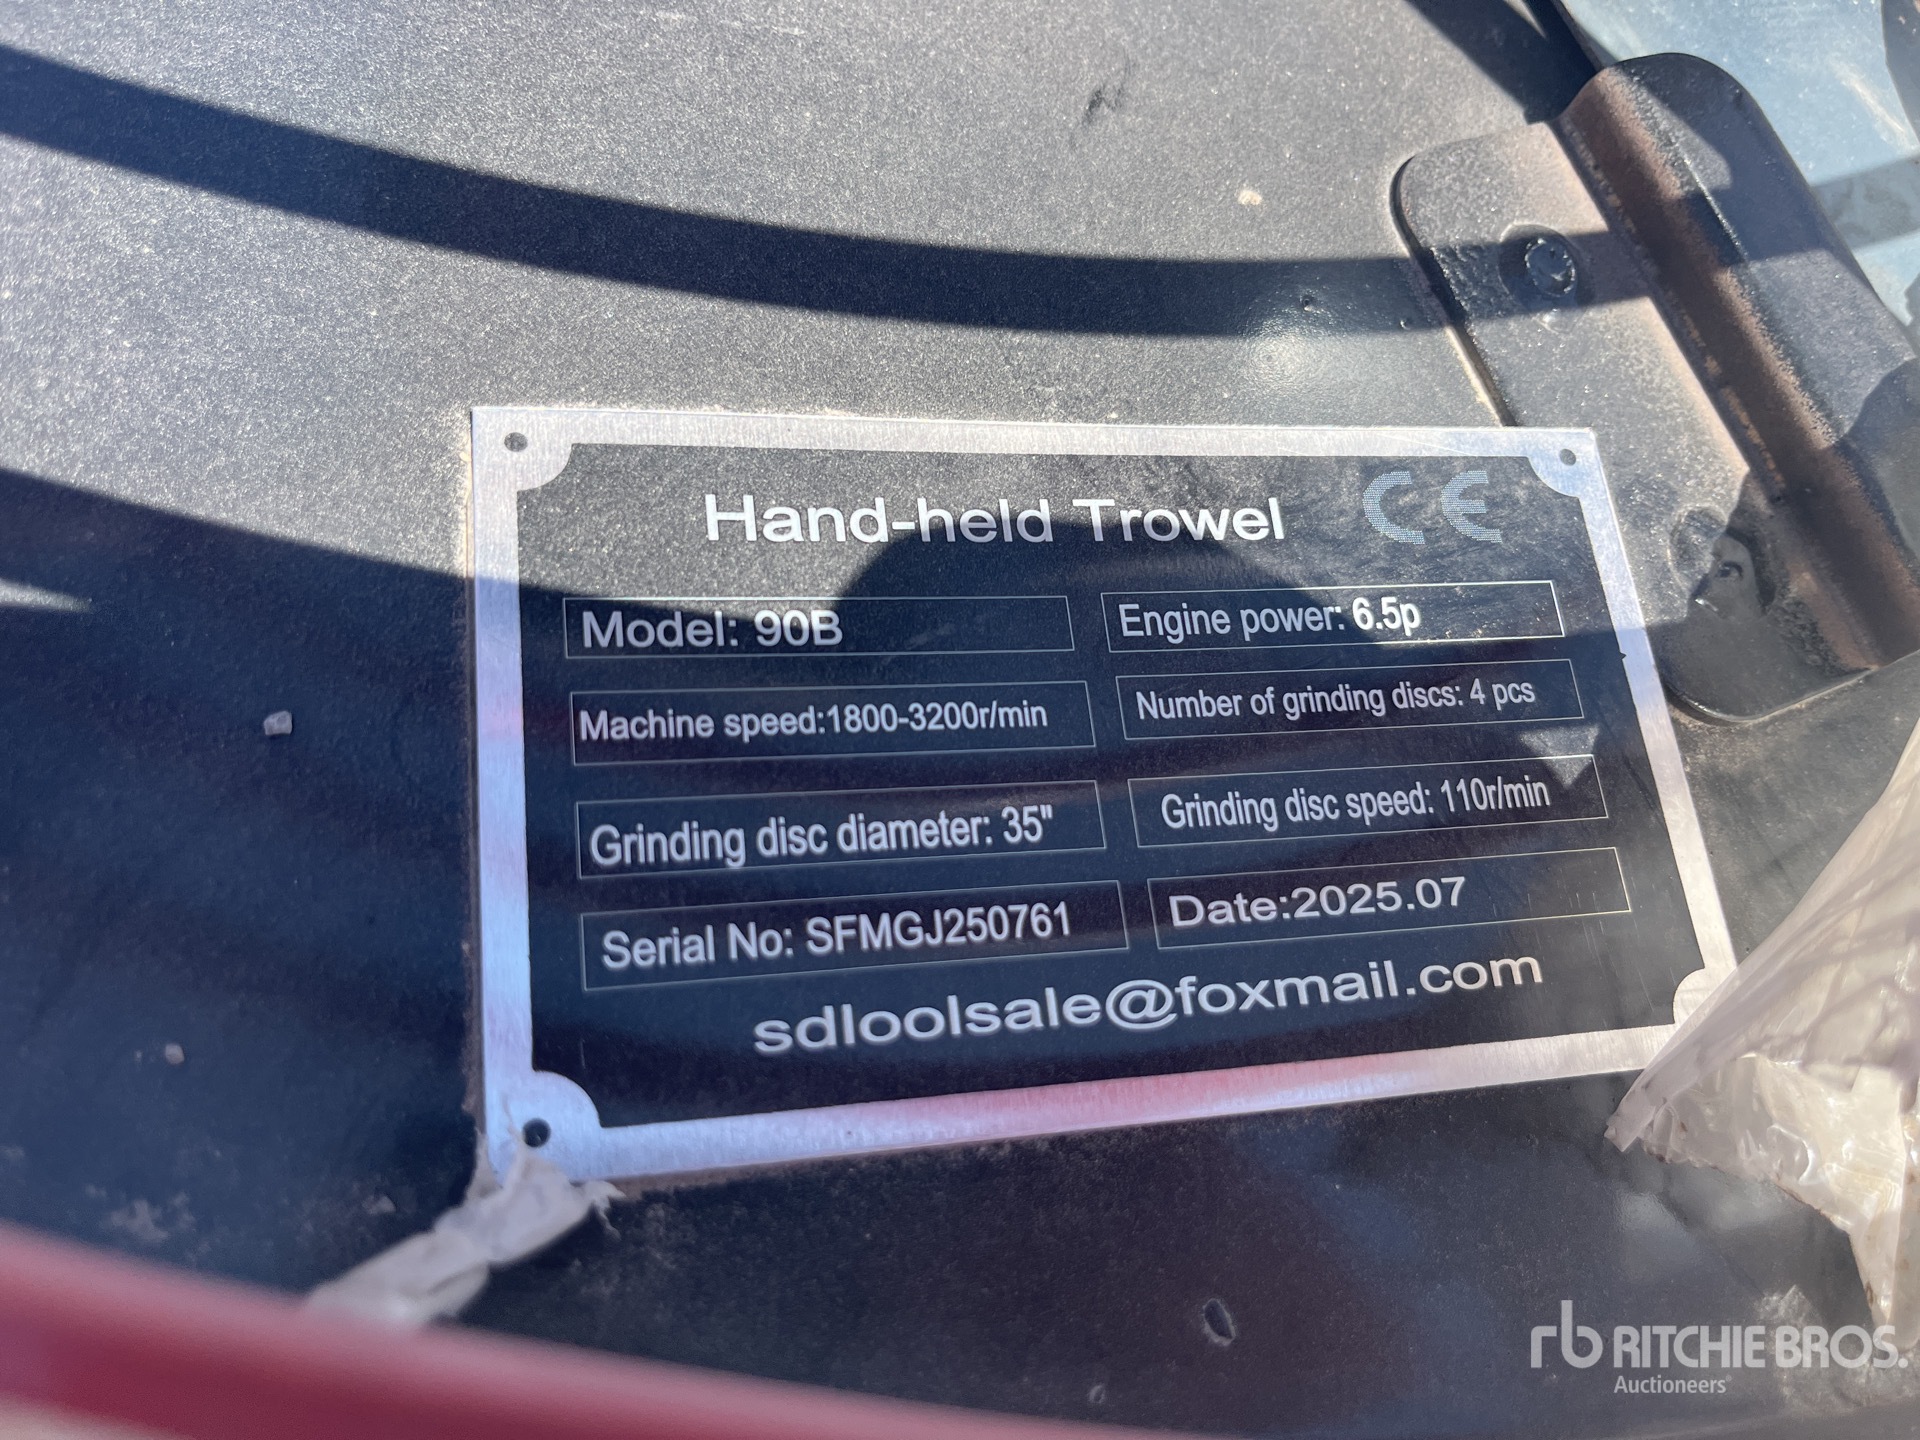 Hand-held Trowel CE
Model: 90B
Engine power: 6.5p
Machine speed:1800-3200r/min
Number of grinding discs: 4 pcs
Grinding disc diameter: 35"
Grinding disc speed: 110r/min
Serial No: SFMGJ250761
Date:2025.07
sdloolsale@foxmail.com
rb RITCHIE BROS.
Auctioneers